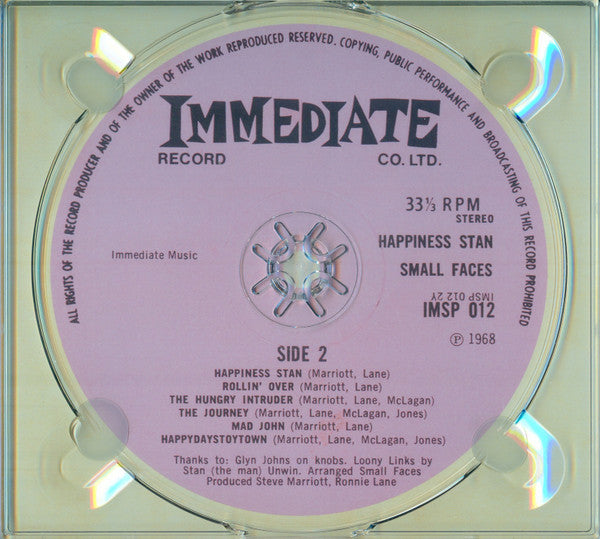 ALL RIGHTS OF THE RECORD PRODUCER AND OF THE OWNER OF THE WORK REPRODUCED RESERVED. COPYING, PUBLIC PERFORMANCE AND BROADCASTING OF THIS RECORD PROHIBITED
IMMEDIATE
RECORD CO. LTD.
33⅓ RPM
STEREO
Immediate Music
HAPPINESS STAN
SMALL FACES
IMSP 012 2Y
IMSP 012
Ⓟ 1968
SIDE 2
HAPPINESS STAN (Marriott, Lane)
ROLLIN' OVER (Marriott, Lane)
THE HUNGRY INTRUDER (Marriott, Lane, McLagan)
THE JOURNEY (Marriott, Lane, McLagan, Jones)
MAD JOHN (Marriott, Lane)
HAPPYDAYSTOYTOWN (Marriott, Lane, McLagan, Jones)
Thanks to: Glyn Johns on knobs. Loony Links by
Stan (the man) Unwin. Arranged Small Faces
Produced Steve Marriott, Ronnie Lane